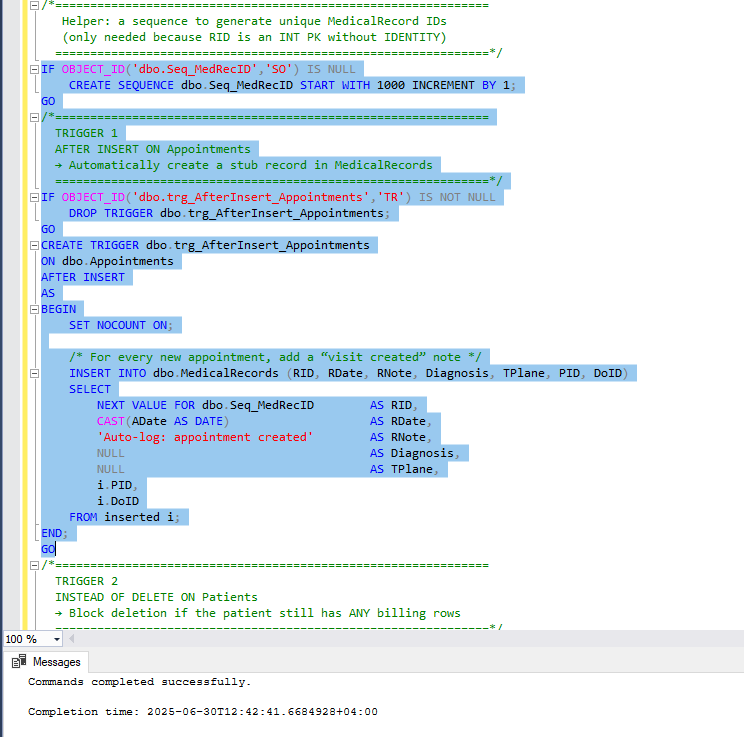 /*==============================================================
Helper: a sequence to generate unique MedicalRecord IDs
(only needed because RID is an INT PK without IDENTITY)
==============================================================*/
IF OBJECT_ID('dbo.Seq_MedRecID','SO') IS NULL
CREATE SEQUENCE dbo.Seq_MedRecID START WITH 1000 INCREMENT BY 1;
GO
/*==============================================================
TRIGGER 1
AFTER INSERT ON Appointments
→ Automatically create a stub record in MedicalRecords
==============================================================*/
IF OBJECT_ID('dbo.trg_AfterInsert_Appointments','TR') IS NOT NULL
DROP TRIGGER dbo.trg_AfterInsert_Appointments;
GO
CREATE TRIGGER dbo.trg_AfterInsert_Appointments
ON dbo.Appointments
AFTER INSERT
AS
BEGIN
SET NOCOUNT ON;
/* For every new appointment, add a “visit created” note */
INSERT INTO dbo.MedicalRecords (RID, RDate, RNote, Diagnosis, TPlane, PID, DoID)
SELECT
NEXT VALUE FOR dbo.Seq_MedRecID AS RID,
CAST(ADate AS DATE) AS RDate,
'Auto-log: appointment created' AS RNote,
NULL AS Diagnosis,
NULL AS TPlane,
i.PID,
i.DoID
FROM inserted i;
END;
GO
/*==============================================================
TRIGGER 2
INSTEAD OF DELETE ON Patients
→ Block deletion if the patient still has ANY billing rows
==============================================================*/
100 %
Messages
Commands completed successfully.
Completion time: 2025-06-30T12:42:41.6684928+04:00